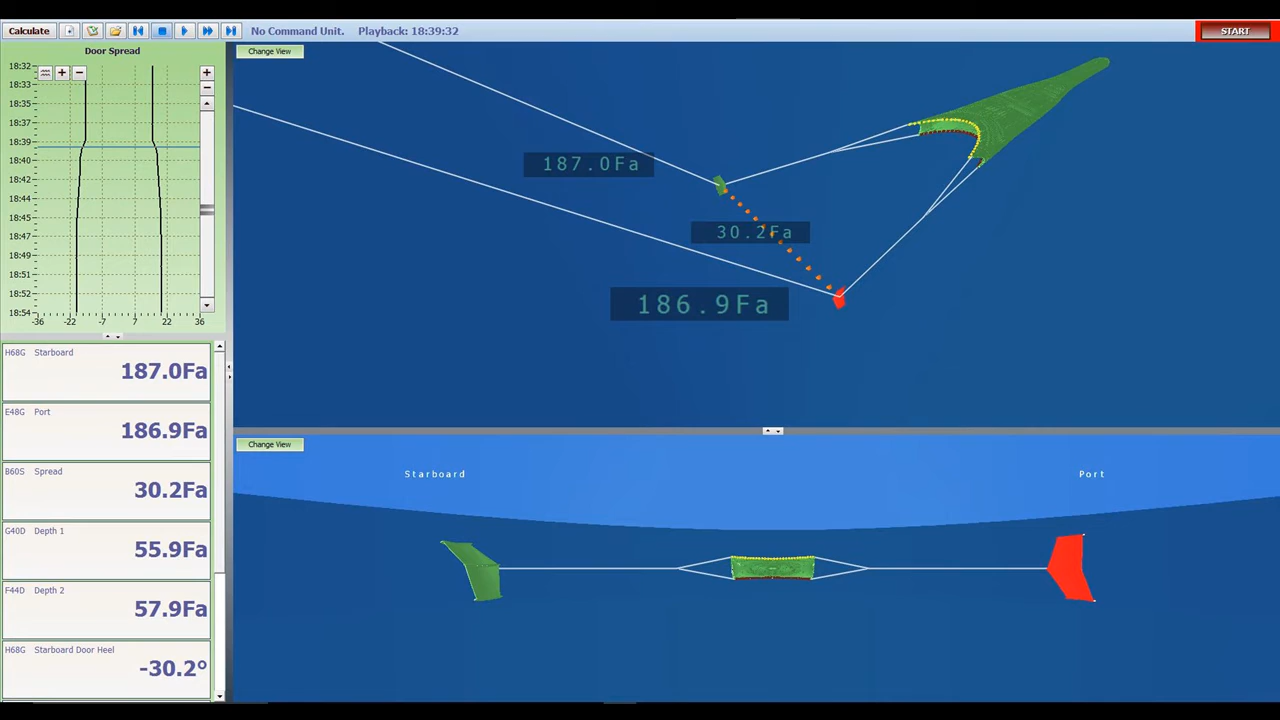 Calculate
No Command Unit. Playback: 18:39:32
START
Door Spread
18:32
18:33
18:35
18:37
18:39
18:40
18:42
18:44
18:45
18:47
18:49
18:51
18:52
18:54
-36 -22 -7 7 22 36
H68G Starboard
187.0Fa
E48G Port
186.9Fa
B60S Spread
30.2Fa
G40D Depth 1
55.9Fa
F44D Depth 2
57.9Fa
H68G Starboard Door Heel
-30.2°
Change View
187.0Fa
30.2Fa
186.9Fa
Change View
Starboard Port